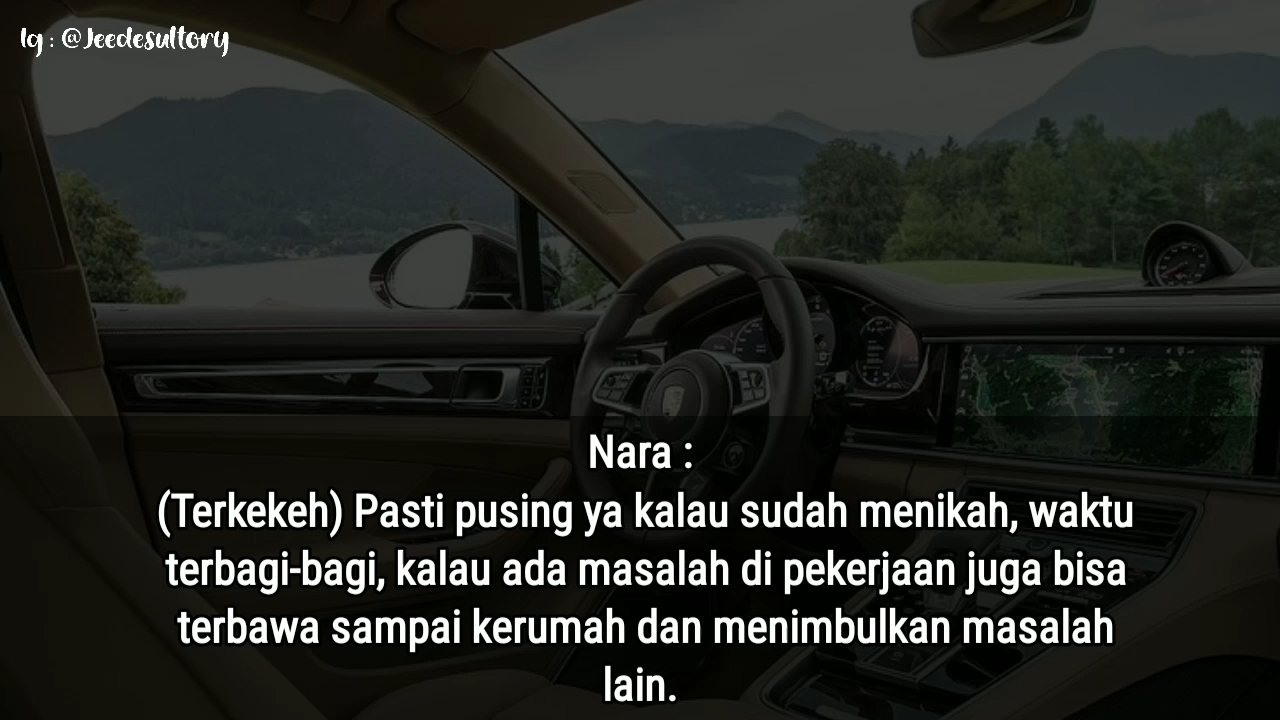 Ig : @Jeedesultory
Nara :
(Terkekeh) Pasti pusing ya kalau sudah menikah, waktu
terbagi-bagi, kalau ada masalah di pekerjaan juga bisa
terbawa sampai kerumah dan menimbulkan masalah
lain.